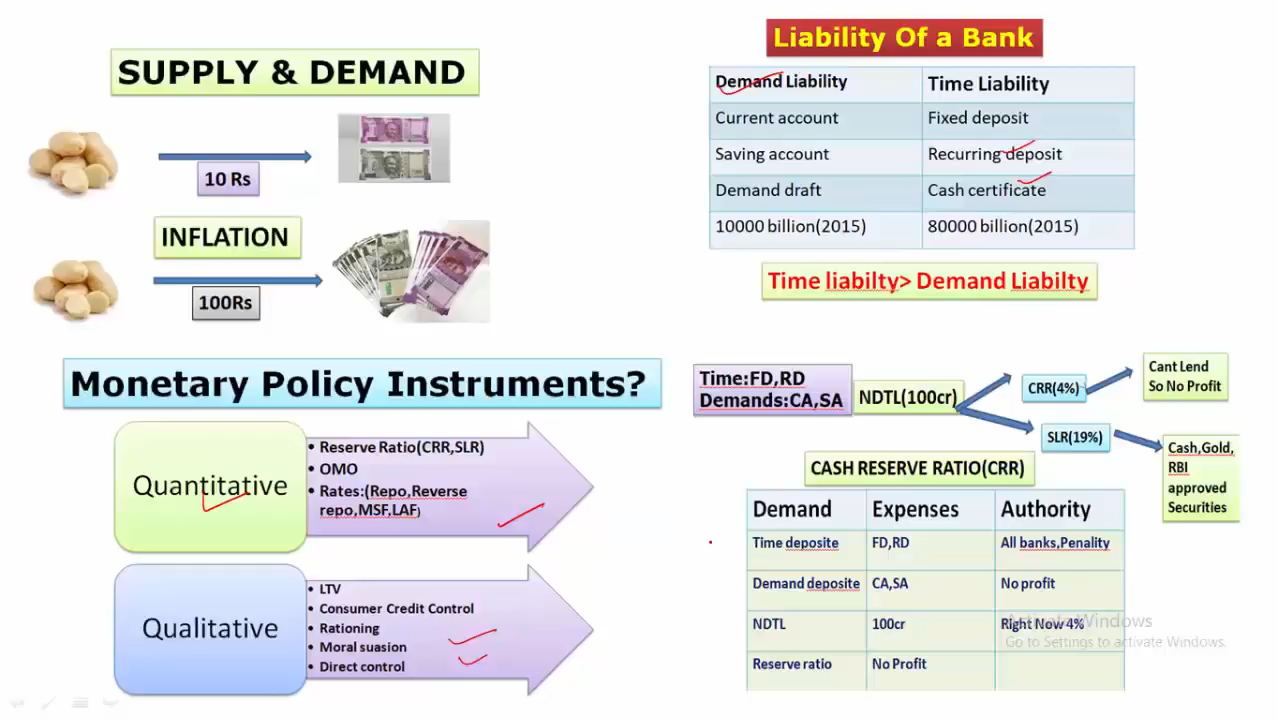 SUPPLY & DEMAND
10 Rs
INFLATION
100Rs
Liability Of a Bank
Demand Liability
Time Liability
Current account
Fixed deposit
Saving account
Recurring deposit
Demand draft
Cash certificate
10000 billion(2015)
80000 billion(2015)
Time liabilty> Demand Liabilty
Monetary Policy Instruments?
Quantitative
• Reserve Ratio(CRR,SLR)
• OMO
• Rates:(Repo,Reverse
repo,MSF,LAF)
Qualitative
• LTV
• Consumer Credit Control
• Rationing
• Moral suasion
• Direct control
Time:FD,RD
Demands:CA,SA
NDTL(100cr)
CRR(4%)
Cant Lend
So No Profit
SLR(19%)
Cash,Gold,
RBI
approved
Securities
CASH RESERVE RATIO(CRR)
Demand
Expenses
Authority
Time deposite
FD,RD
All banks,Penality
Demand deposite
CA,SA
No profit
NDTL
100cr
Right Now 4%
Reserve ratio
No Profit
Activate Windows
Go to Settings to activate Windows.